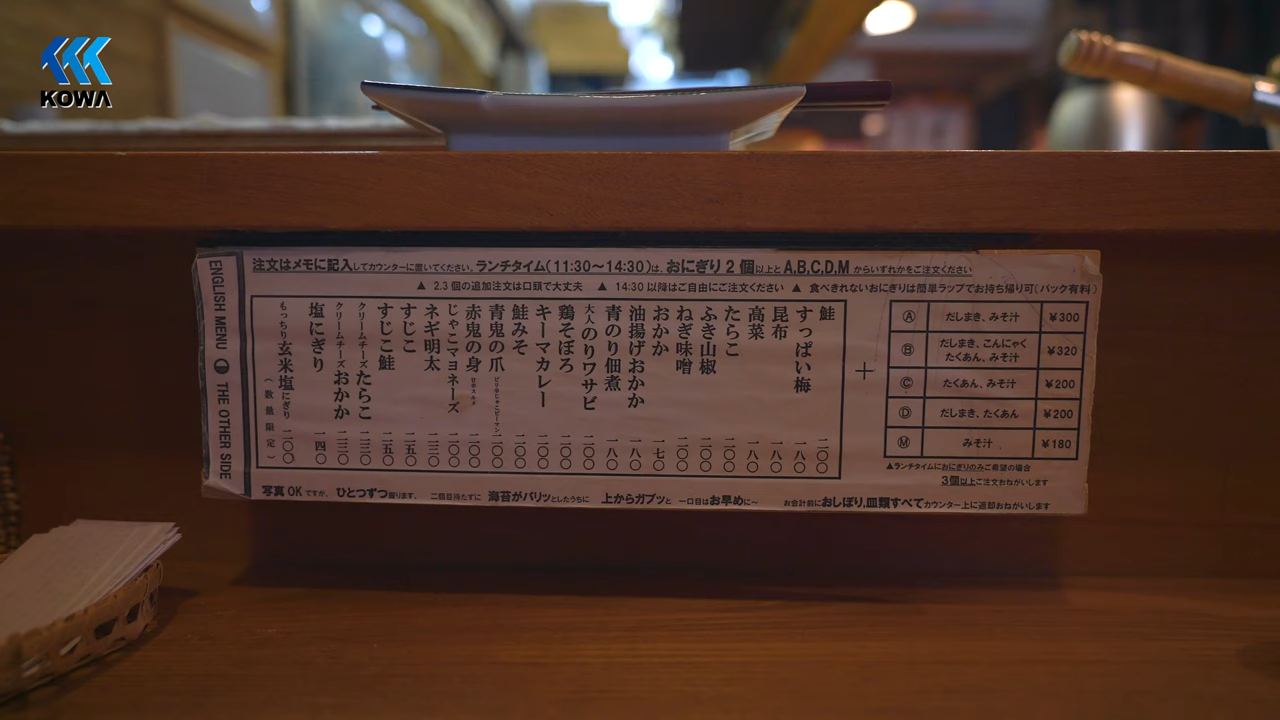 KOWA
ENGLISH MENU THE OTHER SIDE
注文はメモに記入してカウンターに置いてください。ランチタイム(11:30〜14:30)は、おにぎり2個以上とA,B,C,D,Mからいずれかをご注文ください
▲ 2.3個の追加注文は口頭で大丈夫 ▲ 14:30以降はご自由にご注文ください ▲ 食べきれないおにぎりは簡単ラップでお持ち帰り可(パック有料)
鮭 二〇〇
すっぱい梅 一八〇
昆布 一八〇
高菜 一八〇
たらこ 二〇〇
ふき山椒 二〇〇
ねぎ味噌 二〇〇
おかか 一七〇
油揚げおかか 一八〇
青のり佃煮 一八〇
大人のりワサビ 二〇〇
鶏そぼろ 二〇〇
キーマカレー 二〇〇
鮭みそ 二〇〇
青鬼の爪 二〇〇
赤鬼の身 二〇〇
じゃこマヨネーズ 二〇〇
ネギ明太 二三〇
すじこ 二五〇
すじこ鮭 二五〇
クリームチーズたらこ 二三〇
クリームチーズおかか 二三〇
塩にぎり 一四〇
もっちり玄米塩にぎり(数量限定) 二〇〇
+
Ⓐ だしまき、みそ汁 ¥300
Ⓑ だしまき、こんにゃく たくあん、みそ汁 ¥320
Ⓒ たくあん、みそ汁 ¥200
Ⓓ だしまき、たくあん ¥200
Ⓜ みそ汁 ¥180
▲ランチタイムにおにぎりのみご希望の場合
3個以上ご注文おねがいします
写真OKですが、ひとつずつ握ります、二個目待たずに 海苔がパリッとしたうちに 上からガブッと 一口目はお早めに〜 お会計前におしぼり,皿類すべてカウンター上に返却おねがいします